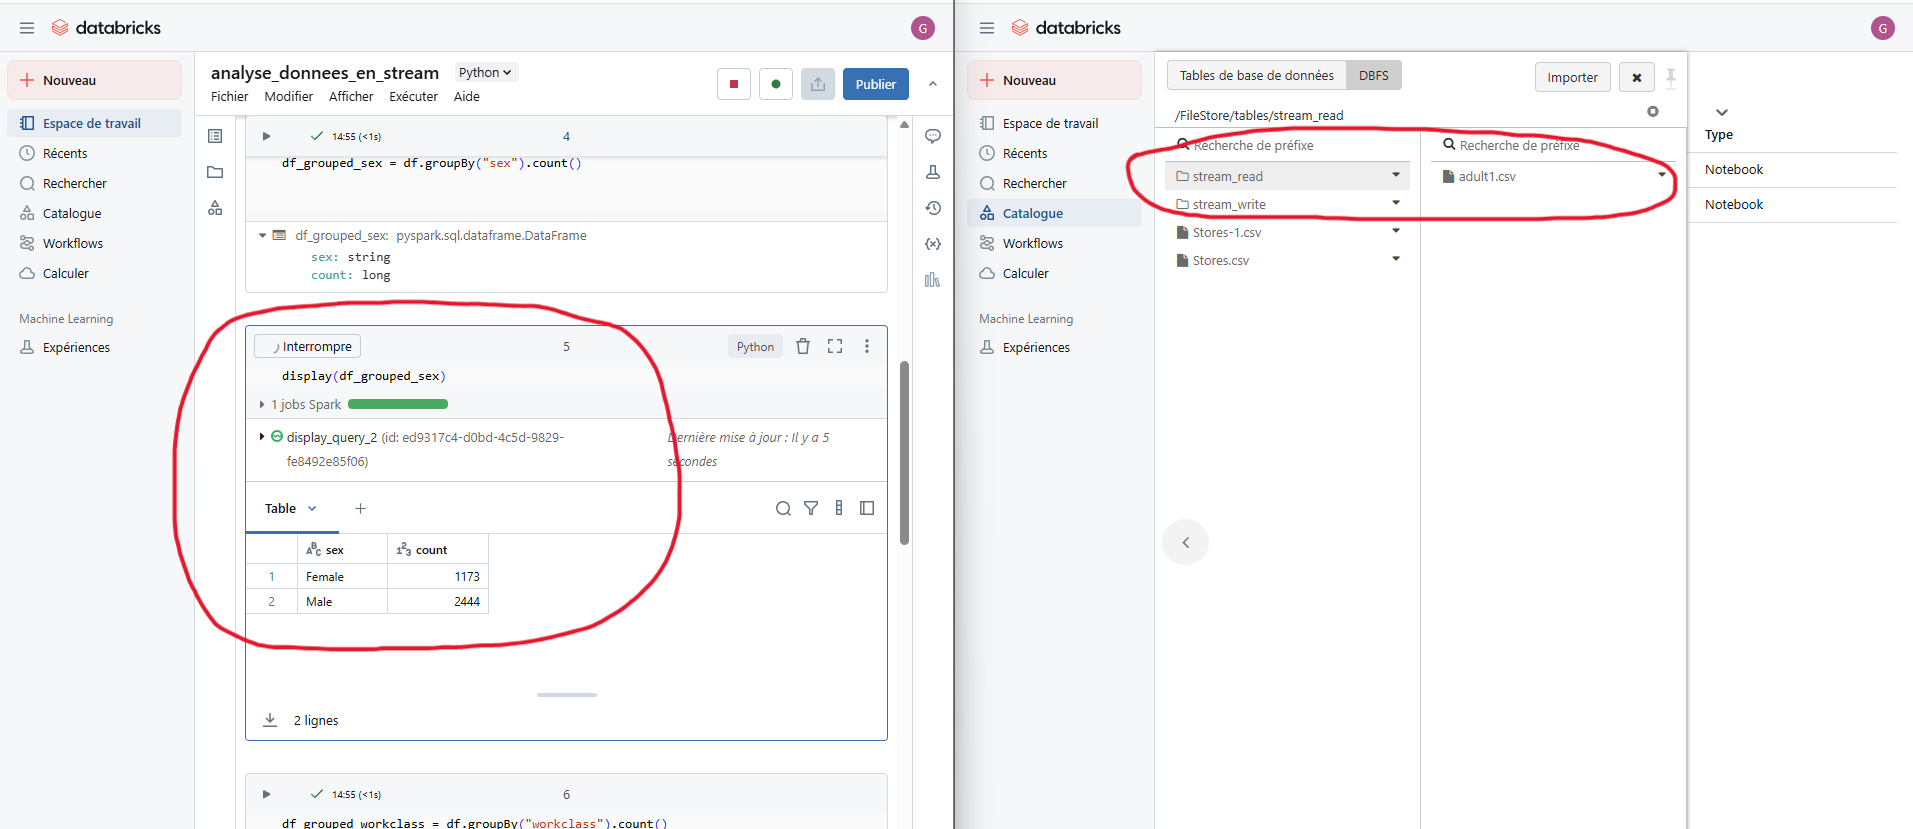 databricks
G
Nouveau
Espace de travail
Récents
Rechercher
Catalogue
Workflows
Calculer
Machine Learning
Expériences
analyse_donnees_en_stream
Python
Fichier Modifier Afficher Exécuter Aide
Publier
14:55 (<1s)
4
df_grouped_sex = df.groupBy("sex").count()
df_grouped_sex: pyspark.sql.dataframe.DataFrame
sex: string
count: long
Interrompre
5
Python
display(df_grouped_sex)
1 jobs Spark
display_query_2 (id: ed9317c4-d0bd-4c5d-9829-
fe8492e85f06)
Dernière mise à jour : Il y a 5
secondes
Table
sex count
1 Female 1173
2 Male 2444
2 lignes
14:55 (<1s)
6
df_grouped_workclass = df.groupBy("workclass").count()
databricks
G
Nouveau
Espace de travail
Récents
Rechercher
Catalogue
Workflows
Calculer
Machine Learning
Expériences
Tables de base de données DBFS
Importer
/FileStore/tables/stream_read
Recherche de préfixe
stream_read
stream_write
Stores-1.csv
Stores.csv
Recherche de préfixe
adult1.csv
Type
Notebook
Notebook